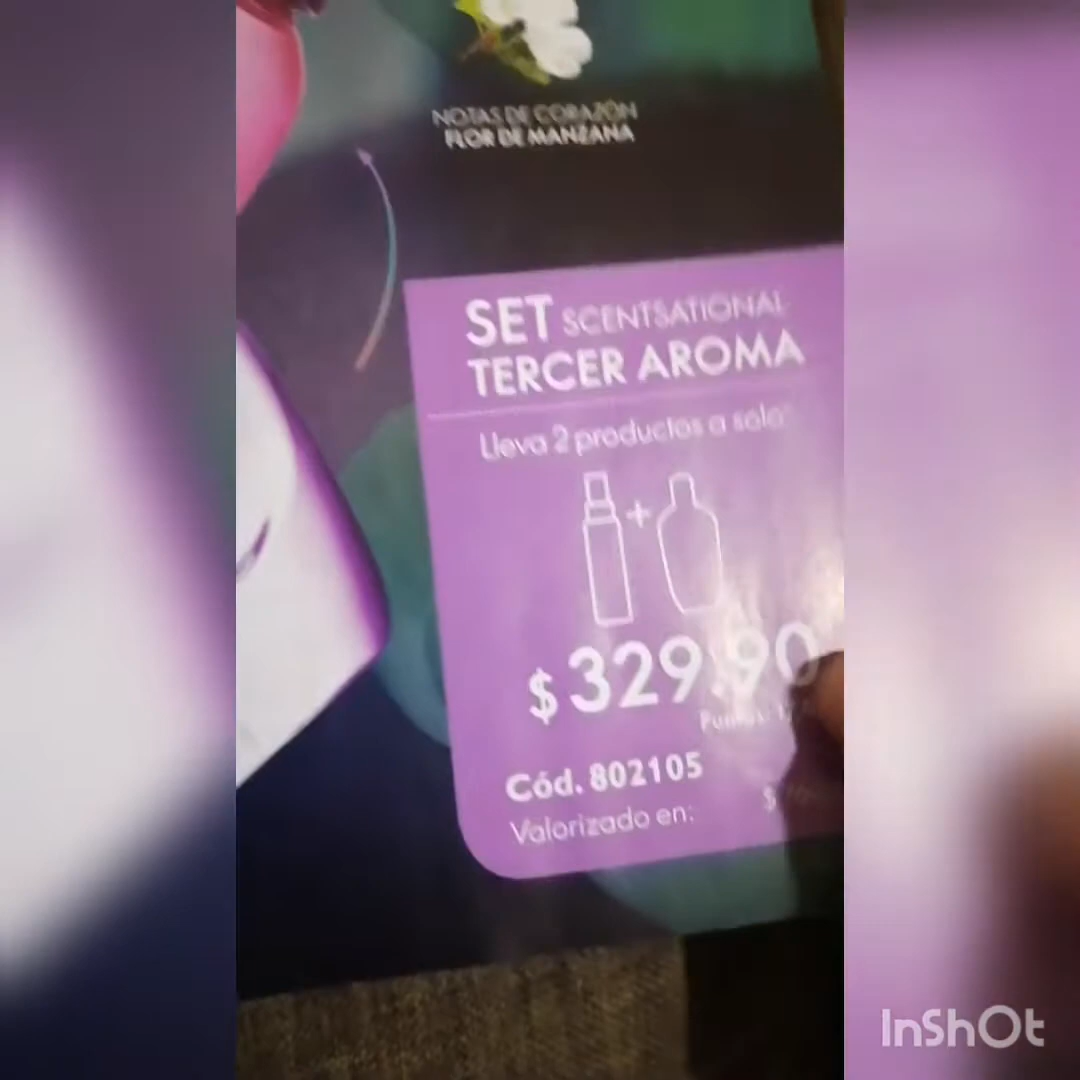 NOTAS DE CORAZÓN
FLOR DE MANZANA
SET SCENTSATIONAL
TERCER AROMA
Lleva 2 productos a solo:
+
$329.90
Puntos:
Cód. 802105
Valorizado en: $
InShOt